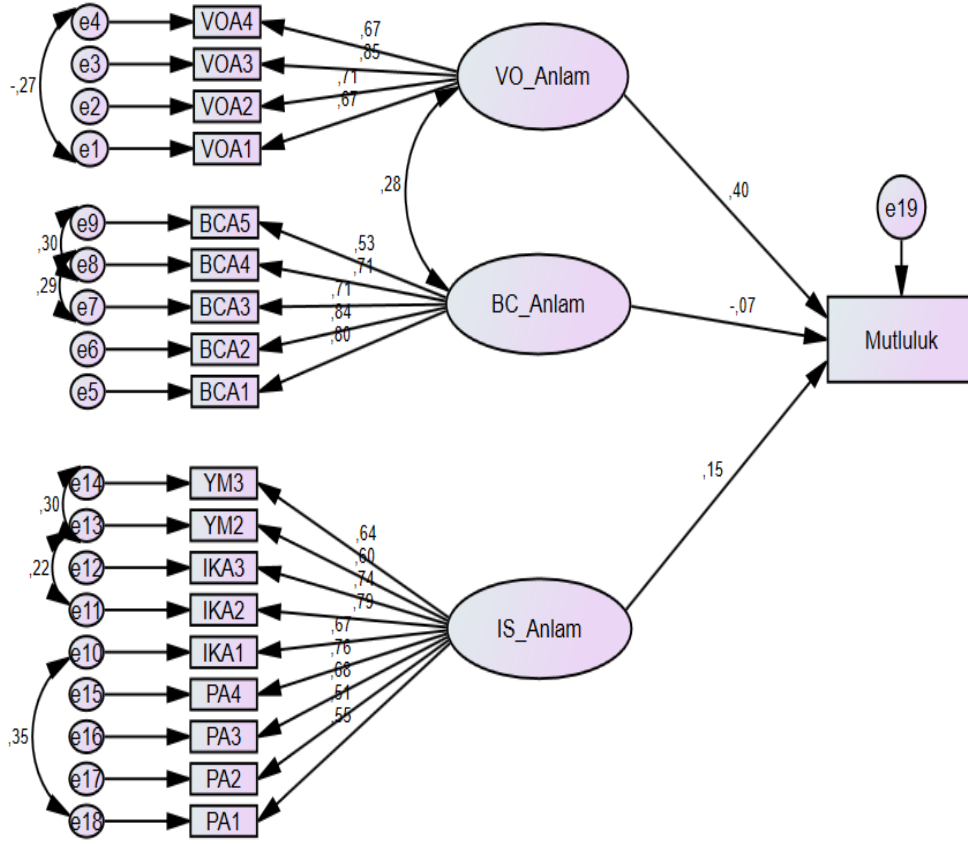 e4 VOA4 ,67
e3 VOA3 ,85 VO_Anlam
-,27 e2 VOA2 ,71
e1 VOA1 ,67
,28 ,40 e19
e9 BCA5 ,53
,30 e8 BCA4 ,71
,29 e7 BCA3 ,71 BC_Anlam -,07
e6 BCA2 ,84 Mutluluk
e5 BCA1 ,80
,15
e14 YM3 ,64
,30 e13 YM2 ,60
,22 e12 IKA3 ,74
e11 IKA2 ,79 IS_Anlam
e10 IKA1 ,67
e15 PA4 ,76
,35 e16 PA3 ,68
e17 PA2 ,51
e18 PA1 ,55